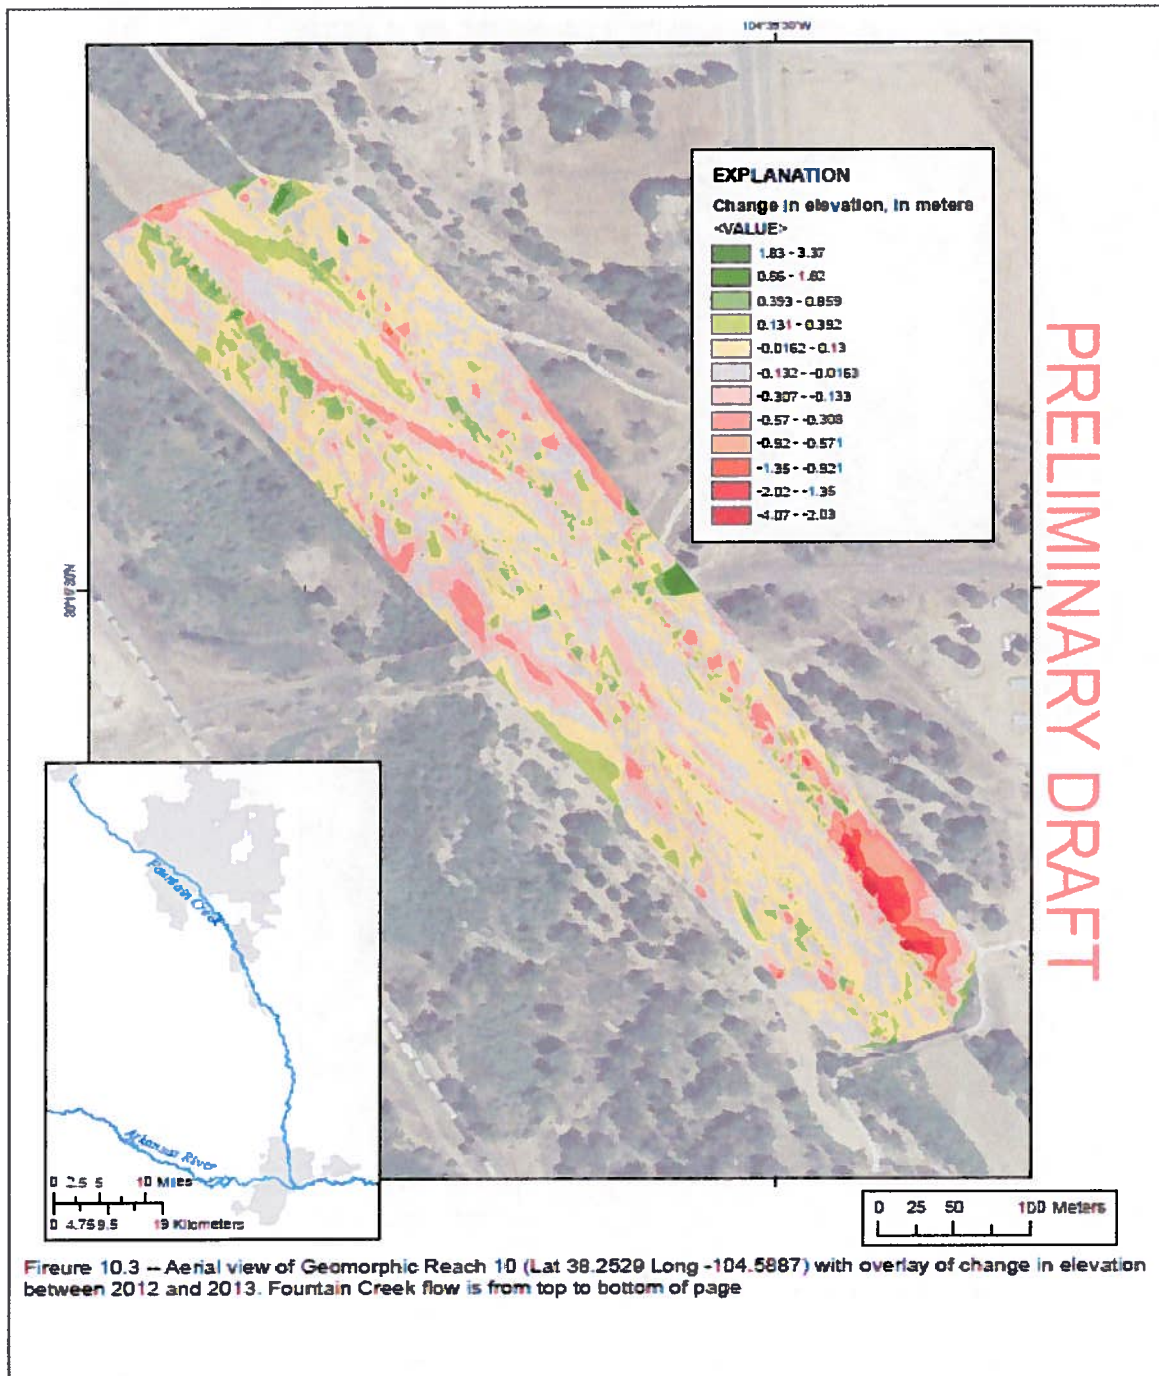 104°35'30"W
EXPLANATION
Change in elevation, in meters
<VALUE>
1.83 - 3.37
0.86 - 1.82
0.393 - 0.859
0.131 - 0.392
-0.0162 - 0.13
-0.132 - -0.0163
-0.307 - -0.133
-0.57 - -0.308
-0.92 - -0.571
-1.35 - -0.921
-2.02 - -1.35
-4.07 - -2.03
PRELIMINARY DRAFT
Fountain Creek
Arkansas River
0 2.5 5 10 Miles
0 4.75 9.5 19 Kilometers
0 25 50 100 Meters
Fireure 10.3 -- Aerial view of Geomorphic Reach 10 (Lat 38.2529 Long -104.5887) with overlay of change in elevation
between 2012 and 2013. Fountain Creek flow is from top to bottom of page